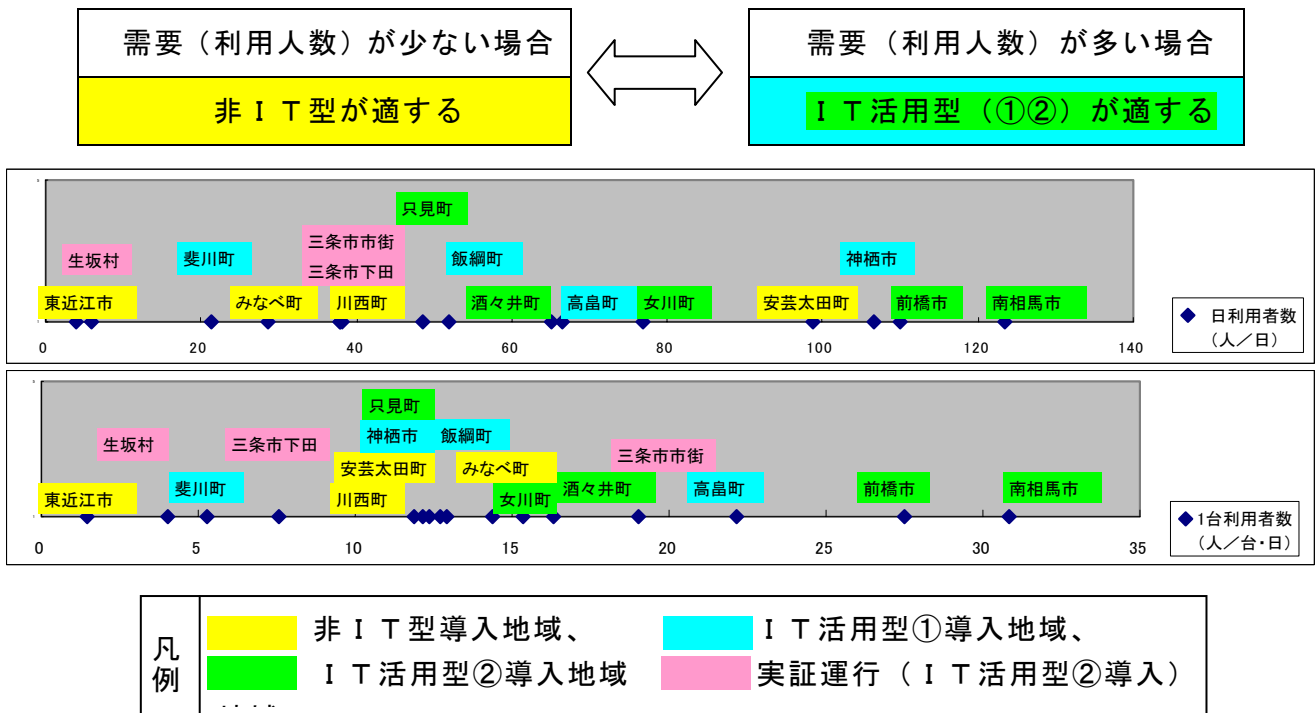 需要（利用人数）が少ない場合
需要（利用人数）が多い場合
非ＩＴ型が適する
ＩＴ活用型（①②）が適する
只見町
三条市市街
生坂村
斐川町
飯綱町
神栖市
三条市下田
東近江市
みなべ町
川西町
酒々井町
高畠町
女川町
安芸太田町
前橋市
南相馬市
0
20
40
60
80
100
120
140
◆ 日利用者数
（人／日）
只見町
生坂村
三条市下田
神栖市
飯綱町
三条市市街
安芸太田町
みなべ町
東近江市
斐川町
川西町
女川町
酒々井町
高畠町
前橋市
南相馬市
0
5
10
15
20
25
30
35
◆1台利用者数
（人／台・日）
凡例
非ＩＴ型導入地域、
ＩＴ活用型①導入地域、
ＩＴ活用型②導入地域
実証運行（ＩＴ活用型②導入）